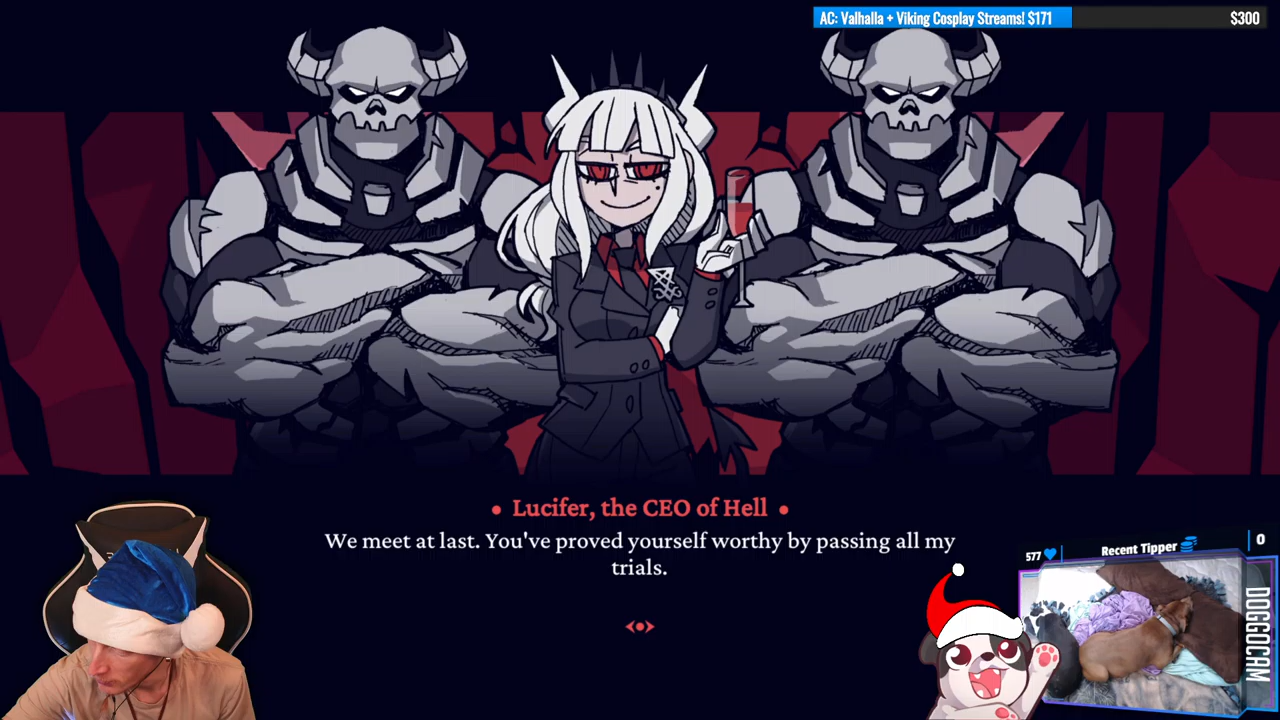 AC: Valhalla + Viking Cosplay Streams! $171
$300
• Lucifer, the CEO of Hell •
We meet at last. You've proved yourself worthy by passing all my
trials.
577
Recent Tipper
0
DOGGOCAM